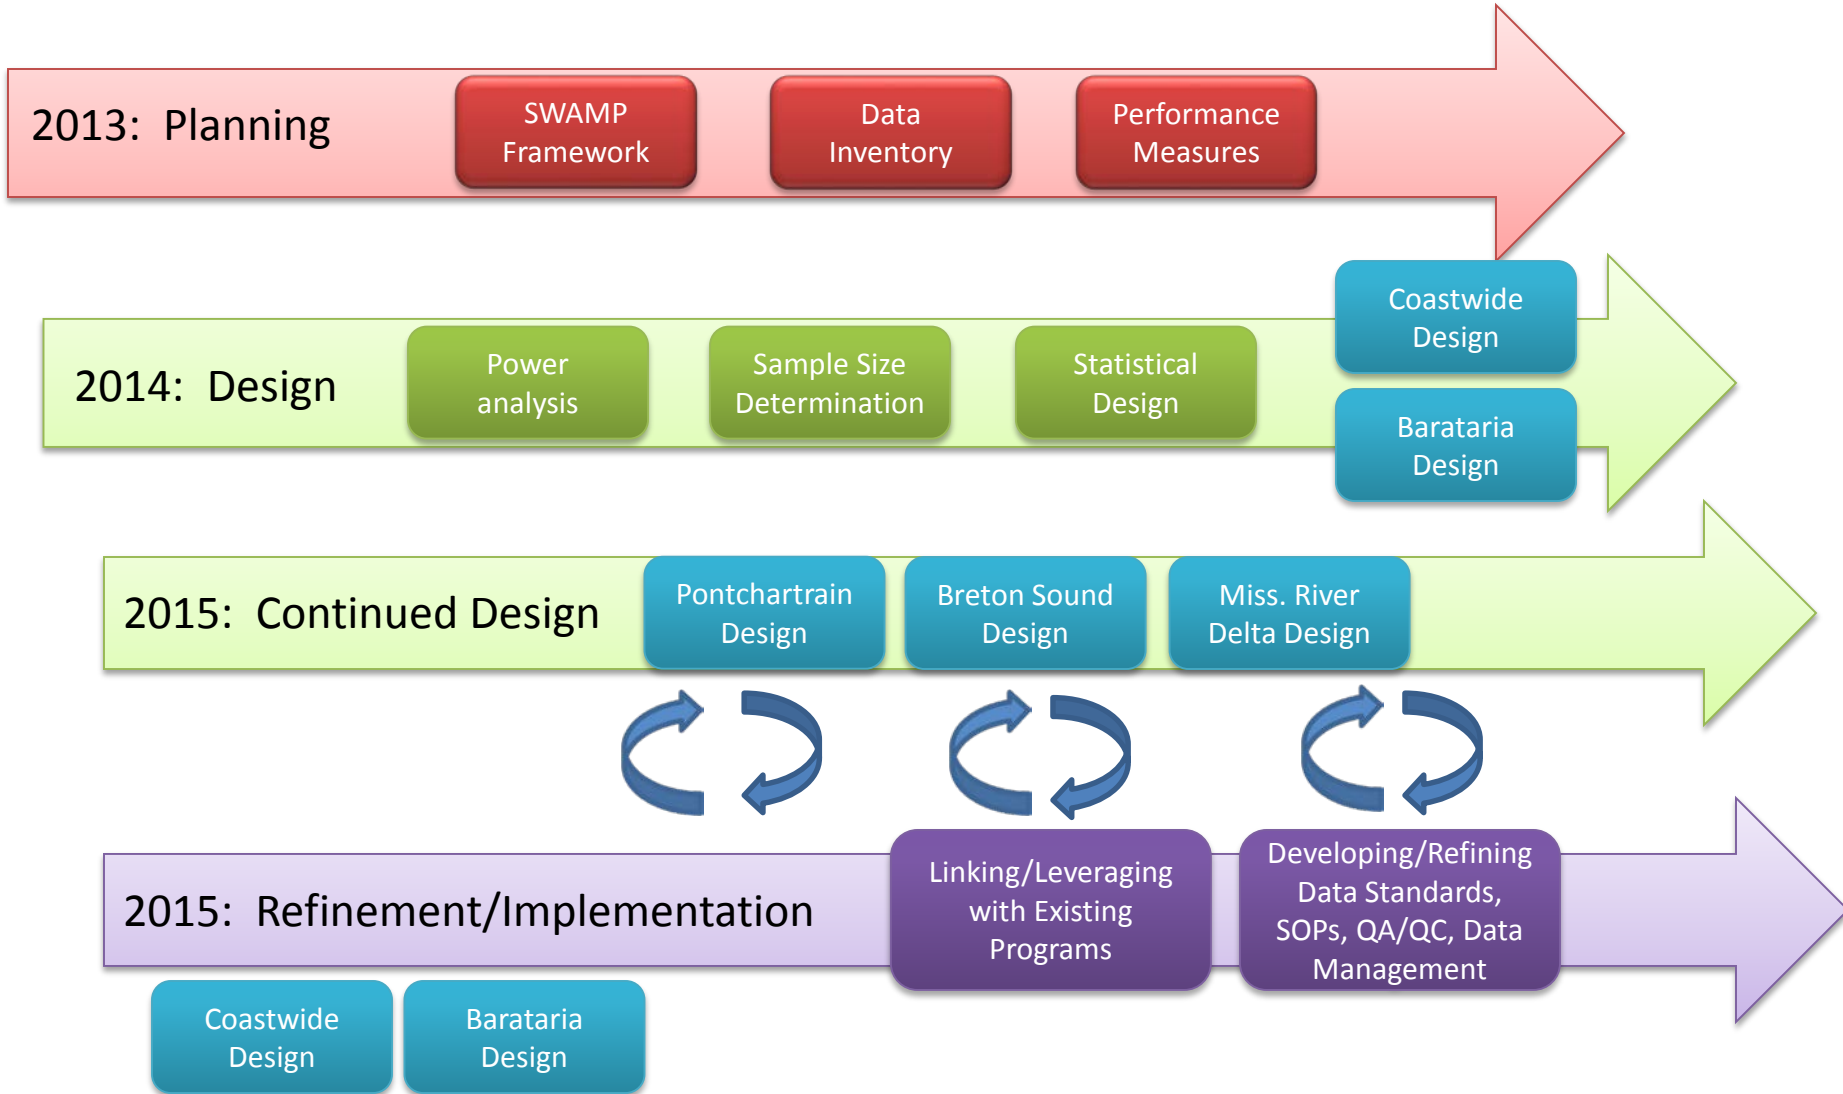 2013: Planning
SWAMP
Framework
Data
Inventory
Performance
Measures
2014: Design
Power
analysis
Sample Size
Determination
Statistical
Design
Coastwide
Design
Barataria
Design
2015: Continued Design
Pontchartrain
Design
Breton Sound
Design
Miss. River
Delta Design
2015: Refinement/Implementation
Linking/Leveraging
with Existing
Programs
Developing/Refining
Data Standards,
SOPs, QA/QC, Data
Management
Coastwide
Design
Barataria
Design